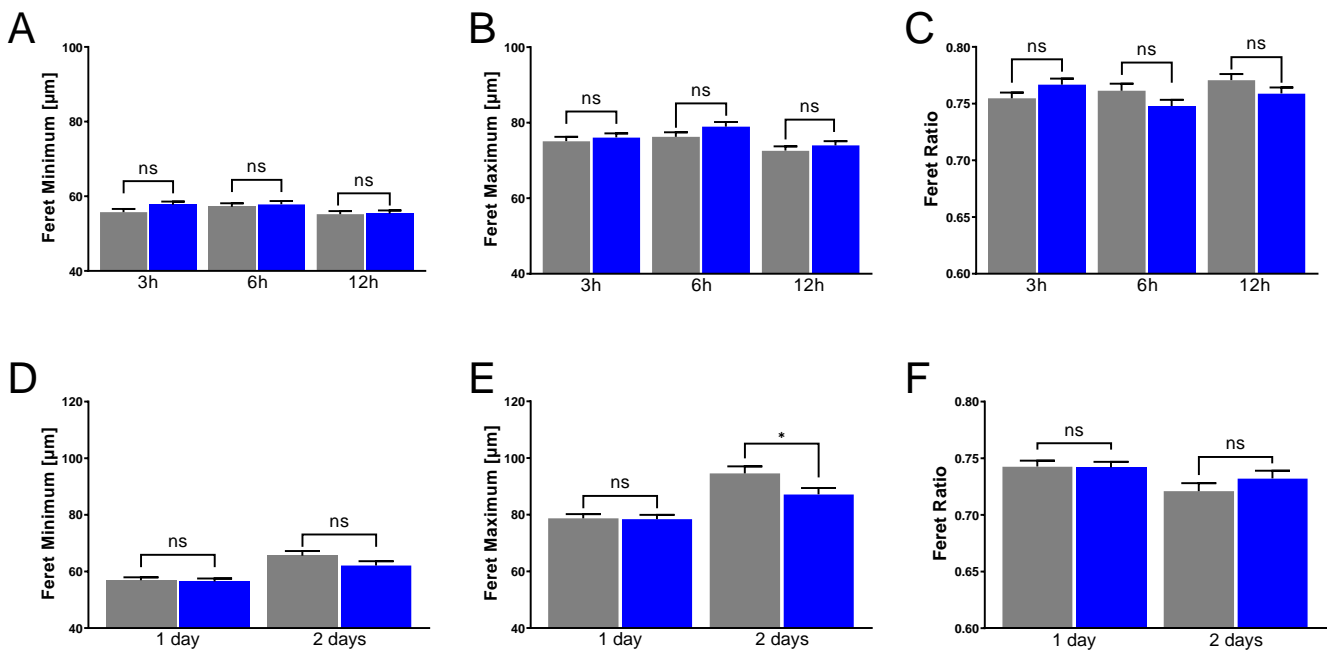 A
Feret Minimum [µm]
100
80
60
40
ns
ns
ns
3h
6h
12h
B
Feret Maximum [µm]
100
80
60
40
ns
ns
ns
3h
6h
12h
C
Feret Ratio
0.80
0.75
0.70
0.65
0.60
ns
ns
ns
3h
6h
12h
D
Feret Minimum [µm]
120
100
80
60
40
ns
ns
1 day
2 days
E
Feret Maximum [µm]
120
100
80
60
40
ns
*
1 day
2 days
F
Feret Ratio
0.80
0.75
0.70
0.65
0.60
ns
ns
1 day
2 days